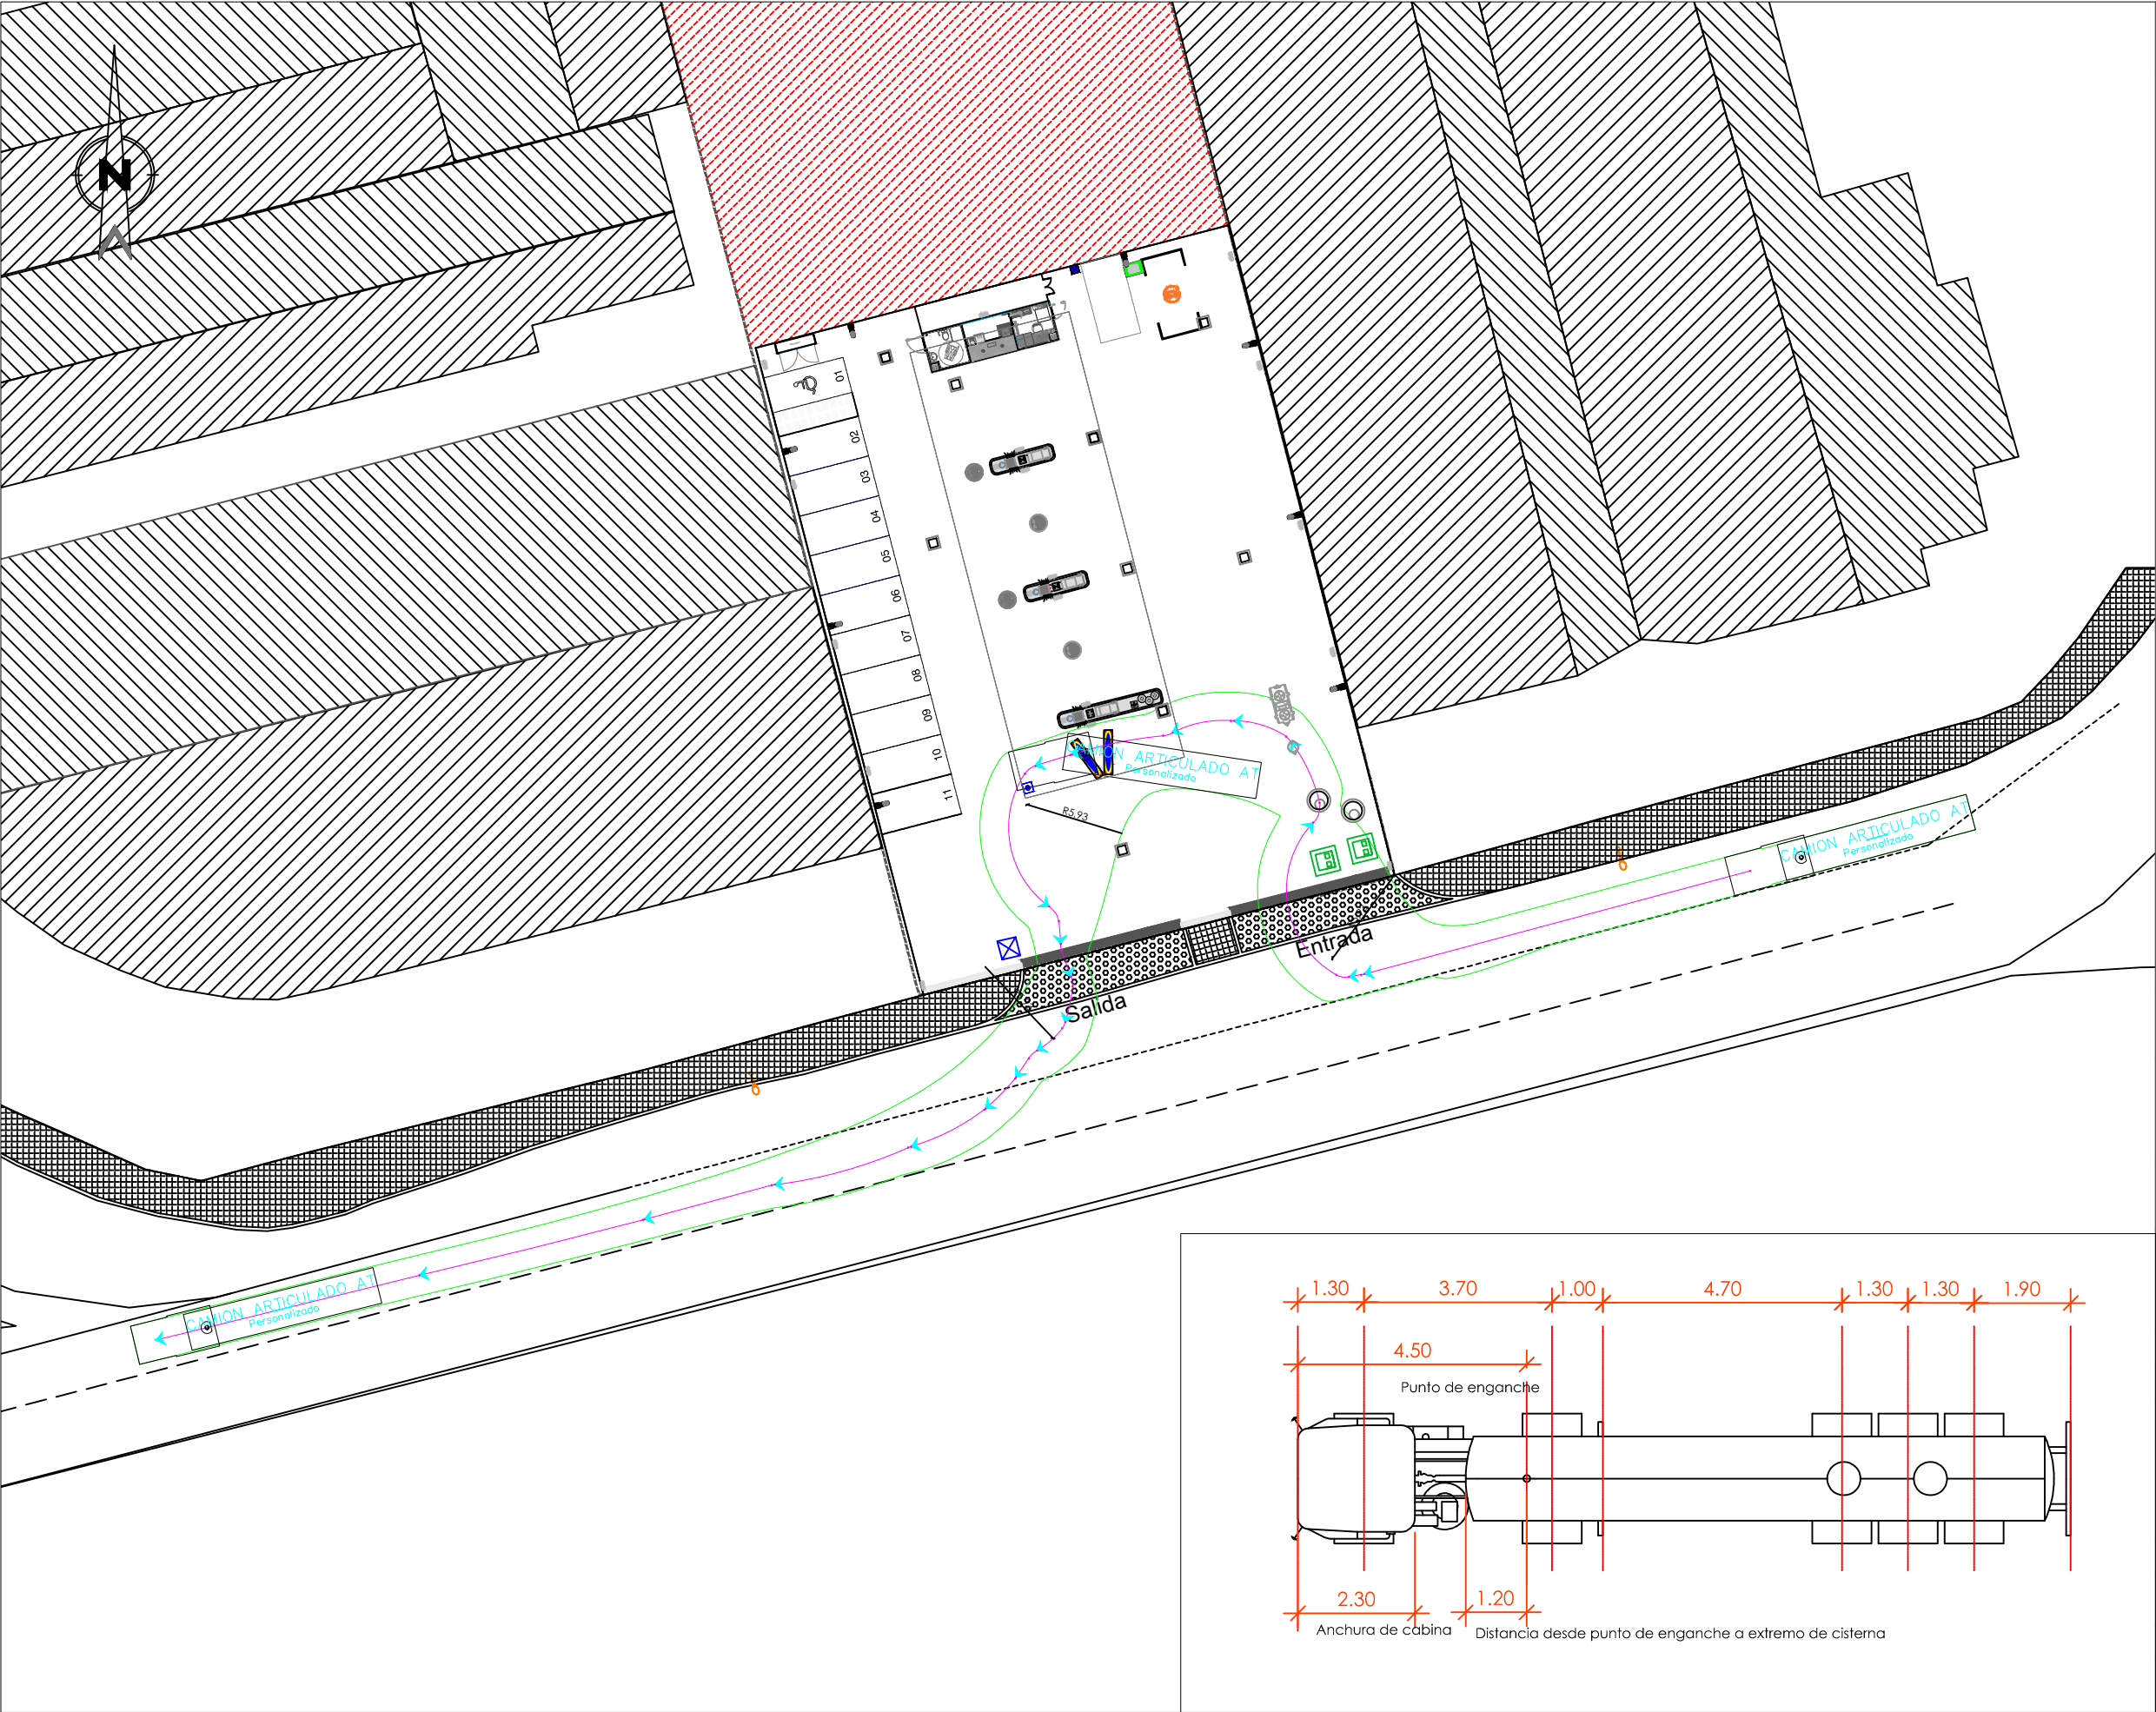 N
01
02
03
04
05
06
07
08
09
10
11
CAMION ARTICULADO AT
Personalizado
R5,93
CAMION ARTICULADO AT
Personalizado
Entrada
Salida
CAMION ARTICULADO AT
Personalizado
1.30 3.70 1.00 4.70 1.30 1.30 1.90
4.50
Punto de enganche
2.30 1.20
Anchura de cabina Distancia desde punto de enganche a extremo de cisterna